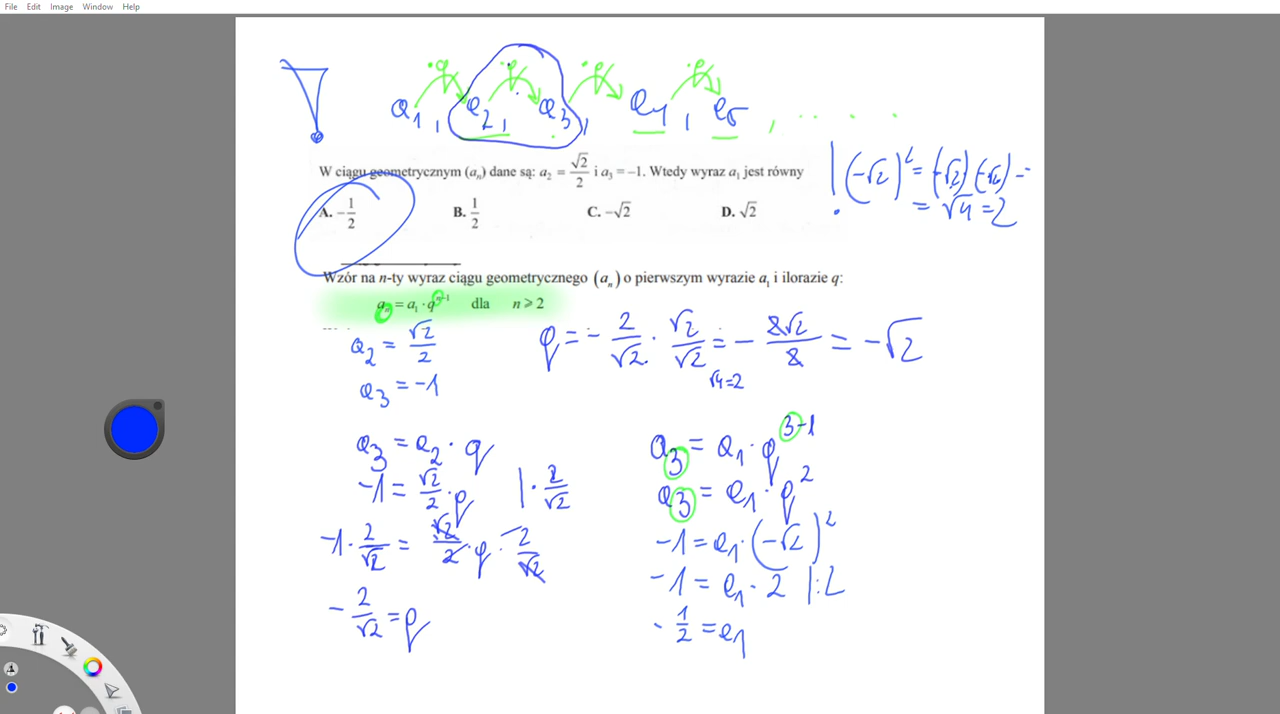 File Edit Image Window Help
·q ·q ·q ·q
a₁, a₂, a₃, a₄, a₅, .....
W ciągu geometrycznym (aₙ) dane są: a₂ = √2/2 i a₃ = −1. Wtedy wyraz a₁ jest równy
A. −1/2 B. 1/2 C. −√2 D. √2
! (−√2)² = (−√2)(−√2) =
= √4 = 2
Wzór na n-ty wyraz ciągu geometrycznego (aₙ) o pierwszym wyrazie a₁ i ilorazie q:
aₙ = a₁ · qⁿ⁻¹ dla n ≥ 2
a₂ = √2/2
a₃ = −1
q = − 2/√2 · √2/√2 = − 2√2/2 = −√2
√4=2
a₃ = a₂ · q
−1 = √2/2 · q | · 2/√2
−1 · 2/√2 = √2/2 · q · 2/√2
− 2/√2 = q
a₃ = a₁ · q³⁻¹
a₃ = a₁ · q²
−1 = a₁ · (−√2)²
−1 = a₁ · 2 |:2
− 1/2 = a₁